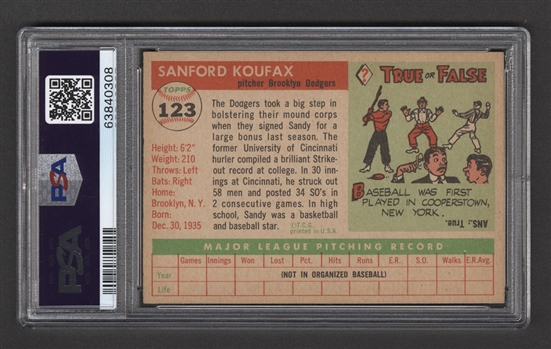 63840308
PSA
PSA
SANFORD KOUFAX
pitcher Brooklyn Dodgers
TOPPS
123
Height: 6'2"
Weight: 210
Throws: Left
Bats: Right
Home:
Brooklyn, N. Y.
Born:
Dec. 30, 1935
The Dodgers took a big step in
bolstering their mound corps
when they signed Sandy for a
large bonus last season. The
former University of Cincinnati
hurler compiled a brilliant Strike-
out record at college. In 30 inn
ings at Cincinnati, he struck out
58 men and posted 34 SO's in
2 consecutive games. In high
school, Sandy was a basketball
and baseball star.
©T.C.G.
printed in U.S.A.
?
TRUE OR FALSE
BASEBALL WAS FIRST
PLAYED IN COOPERSTOWN,
NEW YORK.
ANS.: True.
MAJOR LEAGUE PITCHING RECORD
Games Innings Won Lost Pct. Hits Runs E.R. S.O. Walks E.R.Avg.
Year (NOT IN ORGANIZED BASEBALL)
Life